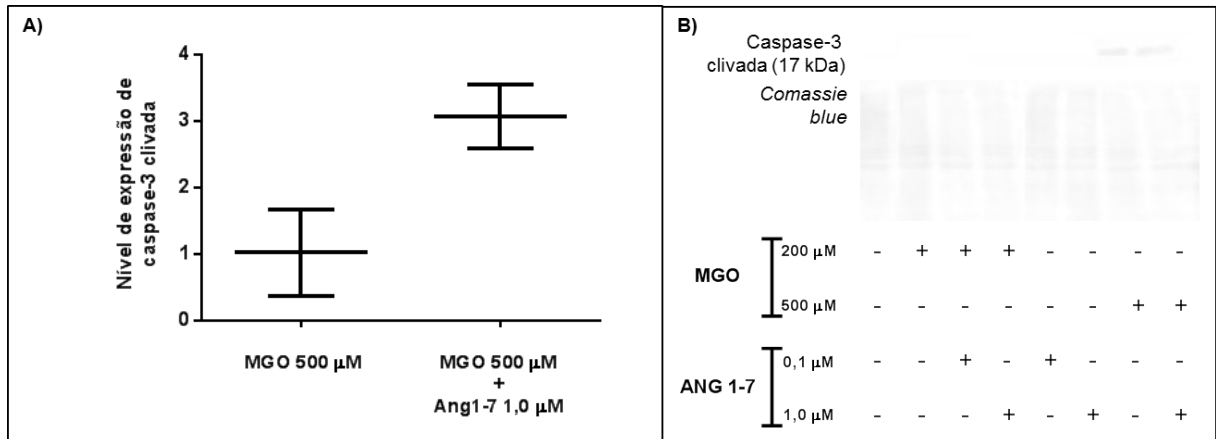 A)
Nível de expressão de
caspase-3 clivada
4
3
2
1
0
MGO 500 µM
MGO 500 µM
+
Ang1-7 1,0 µM
B)
Caspase-3
clivada (17 kDa)
Comassie
blue
MGO
200 µM - + + + - - - -
500 µM - - - - - - + +
ANG 1-7
0,1 µM - - + - + - - -
1,0 µM - - - + - + - +